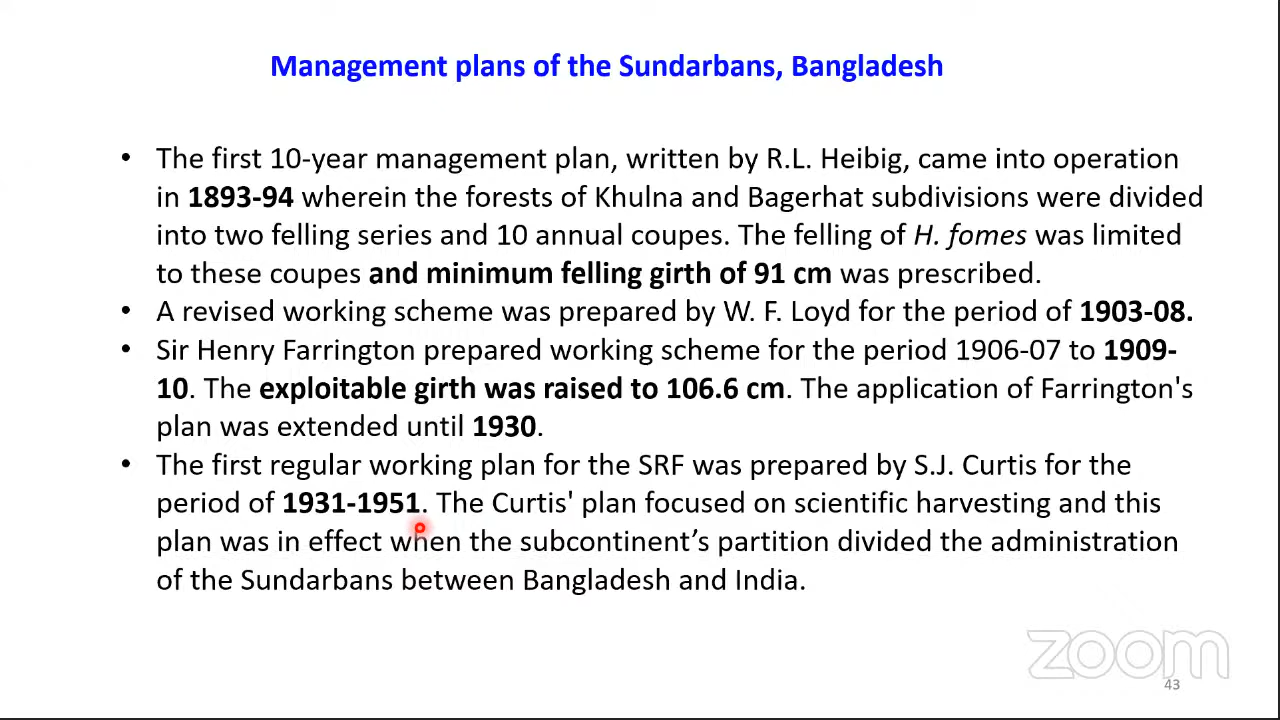 Management plans of the Sundarbans, Bangladesh
• The first 10-year management plan, written by R.L. Heibig, came into operation
in 1893-94 wherein the forests of Khulna and Bagerhat subdivisions were divided
into two felling series and 10 annual coupes. The felling of H. fomes was limited
to these coupes and minimum felling girth of 91 cm was prescribed.
• A revised working scheme was prepared by W. F. Loyd for the period of 1903-08.
• Sir Henry Farrington prepared working scheme for the period 1906-07 to 1909-
10. The exploitable girth was raised to 106.6 cm. The application of Farrington's
plan was extended until 1930.
• The first regular working plan for the SRF was prepared by S.J. Curtis for the
period of 1931-1951. The Curtis' plan focused on scientific harvesting and this
plan was in effect when the subcontinent’s partition divided the administration
of the Sundarbans between Bangladesh and India.
zoom
43